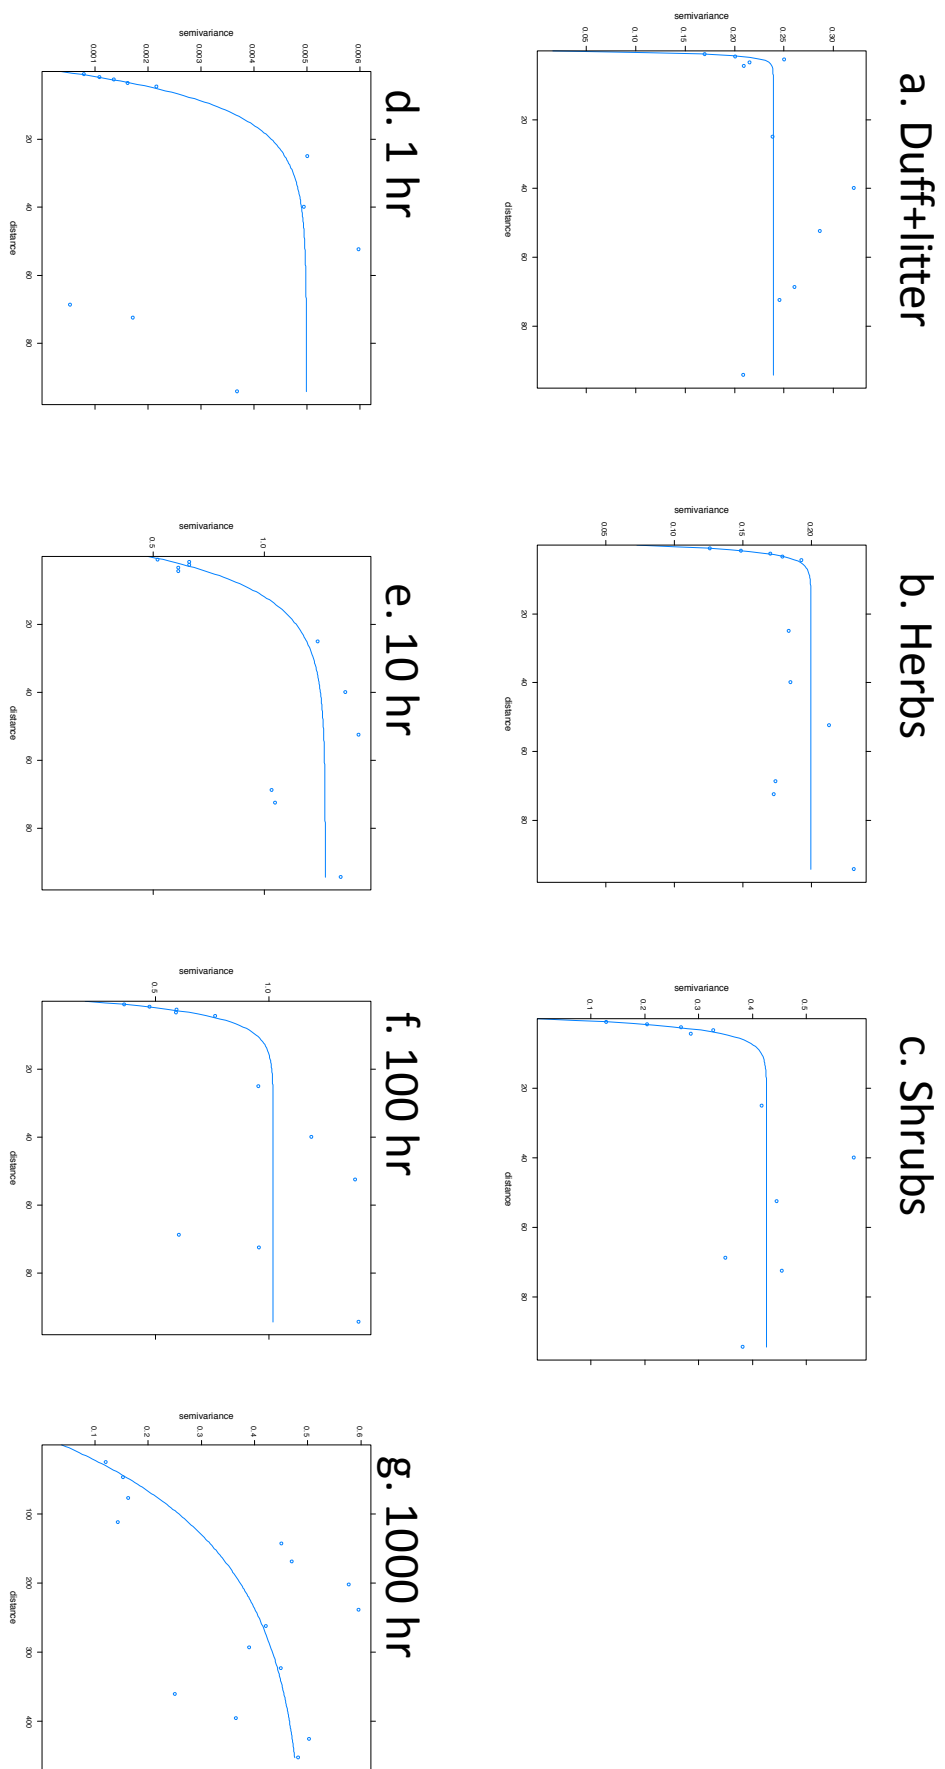 a. Duff+litter
semivariance
0.30
0.25
0.20
0.15
0.10
0.05
20 40 60 80
distance
b. Herbs
semivariance
0.20
0.15
0.10
0.05
20 40 60 80
distance
c. Shrubs
semivariance
0.5
0.4
0.3
0.2
0.1
20 40 60 80
distance
d. 1 hr
semivariance
0.006
0.005
0.004
0.003
0.002
0.001
20 40 60 80
distance
e. 10 hr
semivariance
1.0
0.5
20 40 60 80
distance
f. 100 hr
semivariance
1.0
0.5
20 40 60 80
distance
g. 1000 hr
semivariance
0.6
0.5
0.4
0.3
0.2
0.1
100 200 300 400
distance